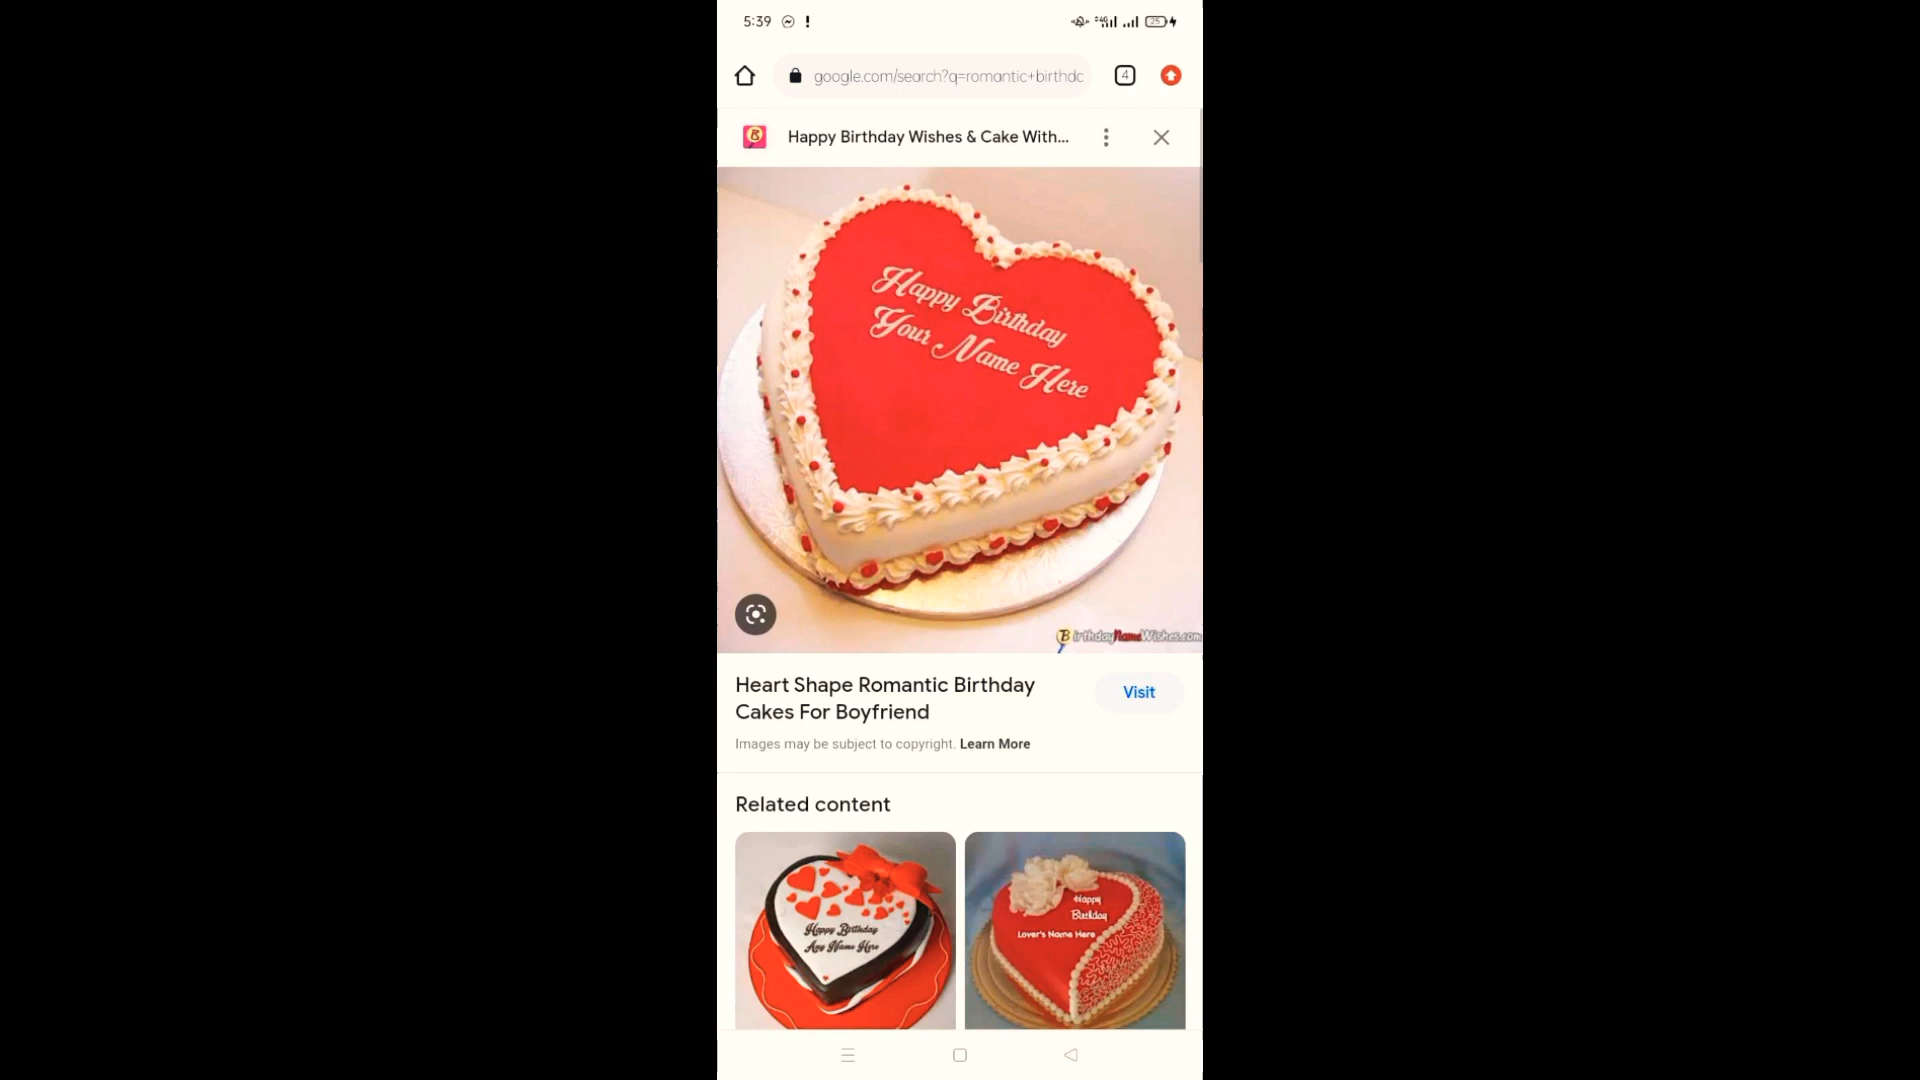 5:39
25
google.com/search?q=romantic+birthdc
4
Happy Birthday Wishes & Cake With...
Happy Birthday
Your Name Here
BirthdayNameWishes.com
Heart Shape Romantic Birthday
Cakes For Boyfriend
Visit
Images may be subject to copyright. Learn More
Related content
Happy Birthday
Any Name Here
Happy
Birthday
Lover's Name Here